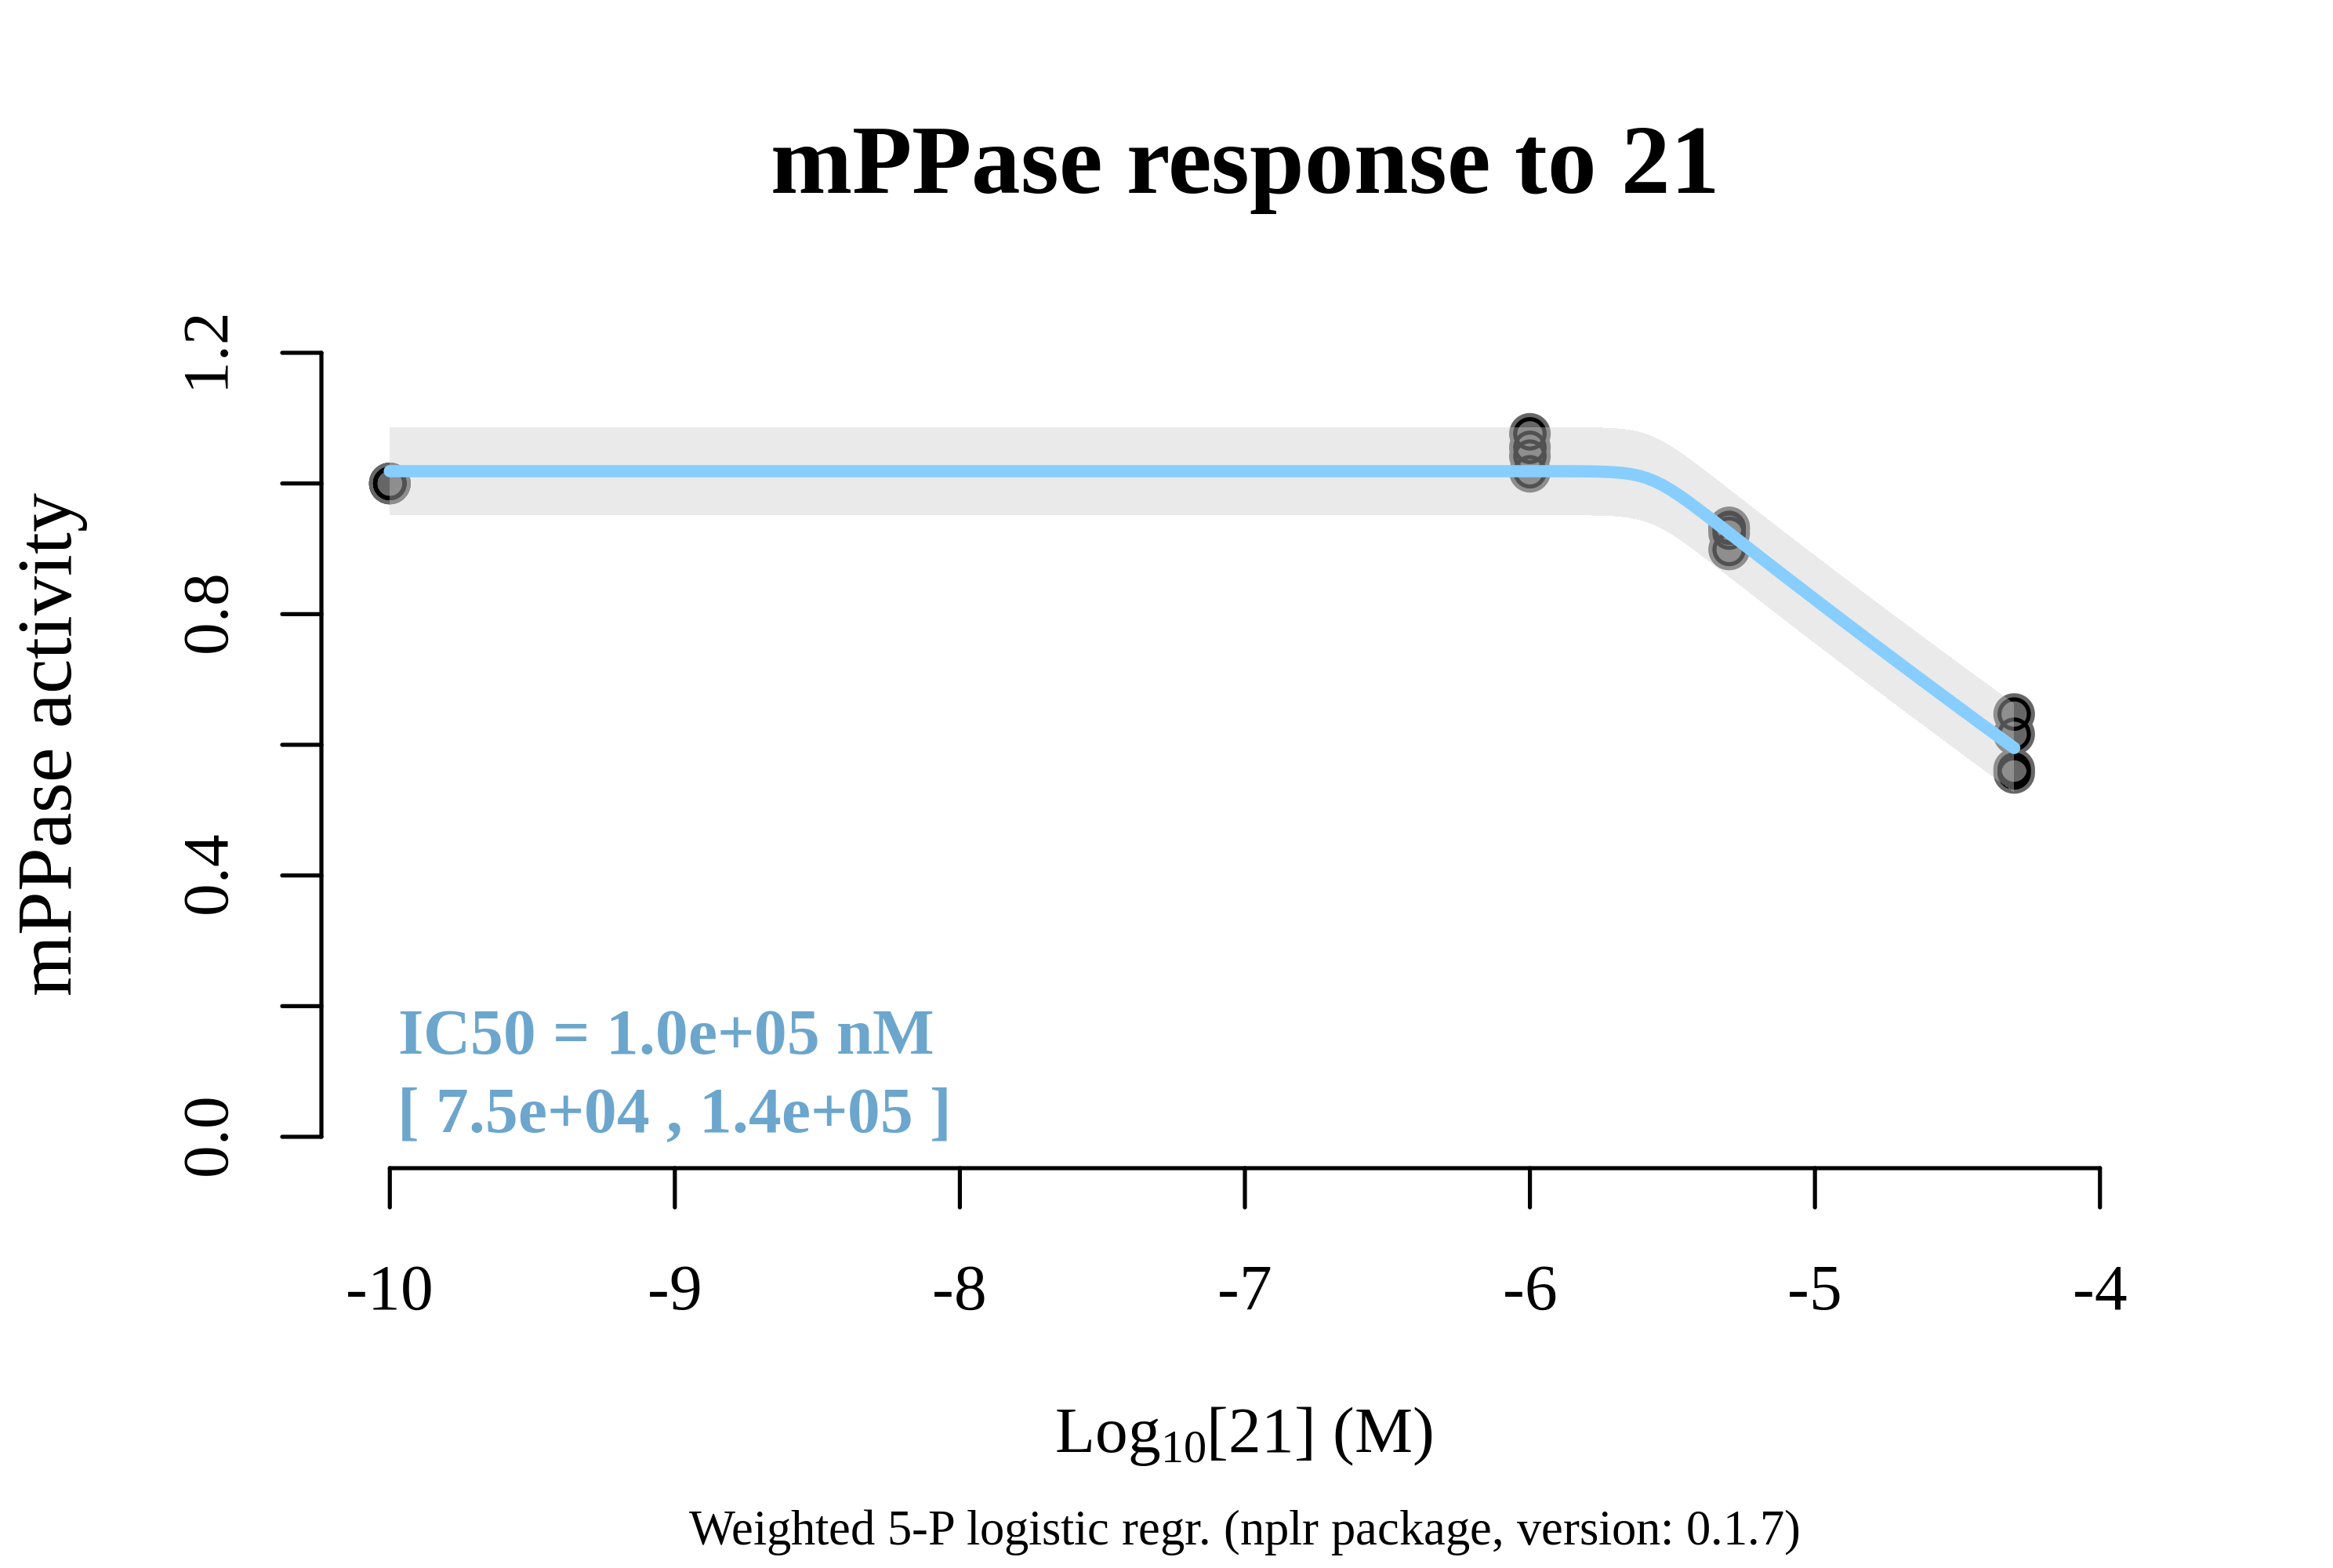 mPPase response to 21
mPPase activity
1.2
0.8
0.4
0.0
IC50 = 1.0e+05 nM
[ 7.5e+04 , 1.4e+05 ]
-10 -9 -8 -7 -6 -5 -4
Log10[21] (M)
Weighted 5-P logistic regr. (nplr package, version: 0.1.7)